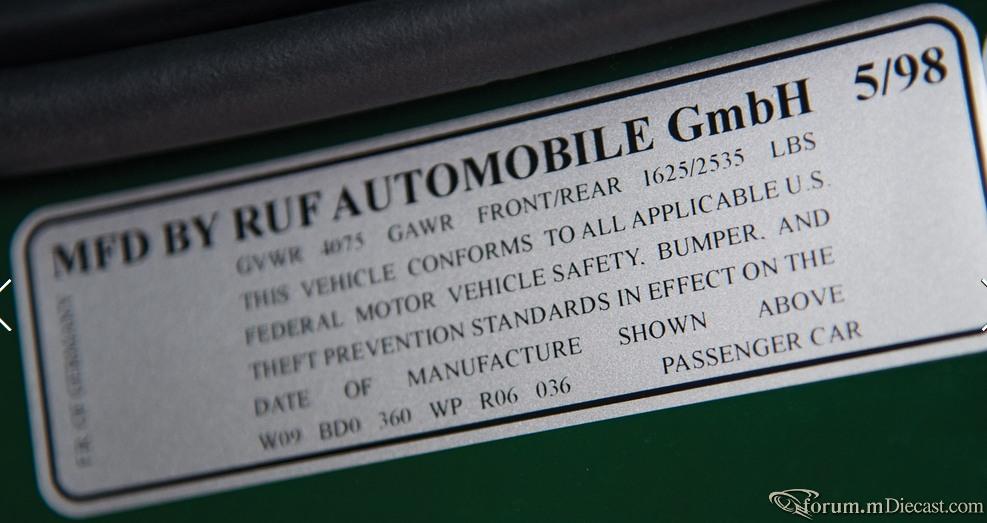 MFD BY RUF AUTOMOBILE GmbH 5/98
GVWR 4075 GAWR FRONT/REAR 1625/2535 LBS
THIS VEHICLE CONFORMS TO ALL APPLICABLE U.S.
FEDERAL MOTOR VEHICLE SAFETY. BUMPER. AND
THEFT PREVENTION STANDARDS IN EFFECT ON THE
DATE OF MANUFACTURE SHOWN ABOVE
W09 BD0 360 WP R06 036 PASSENGER CAR
OF GERMANY
forum.mDiecast.com